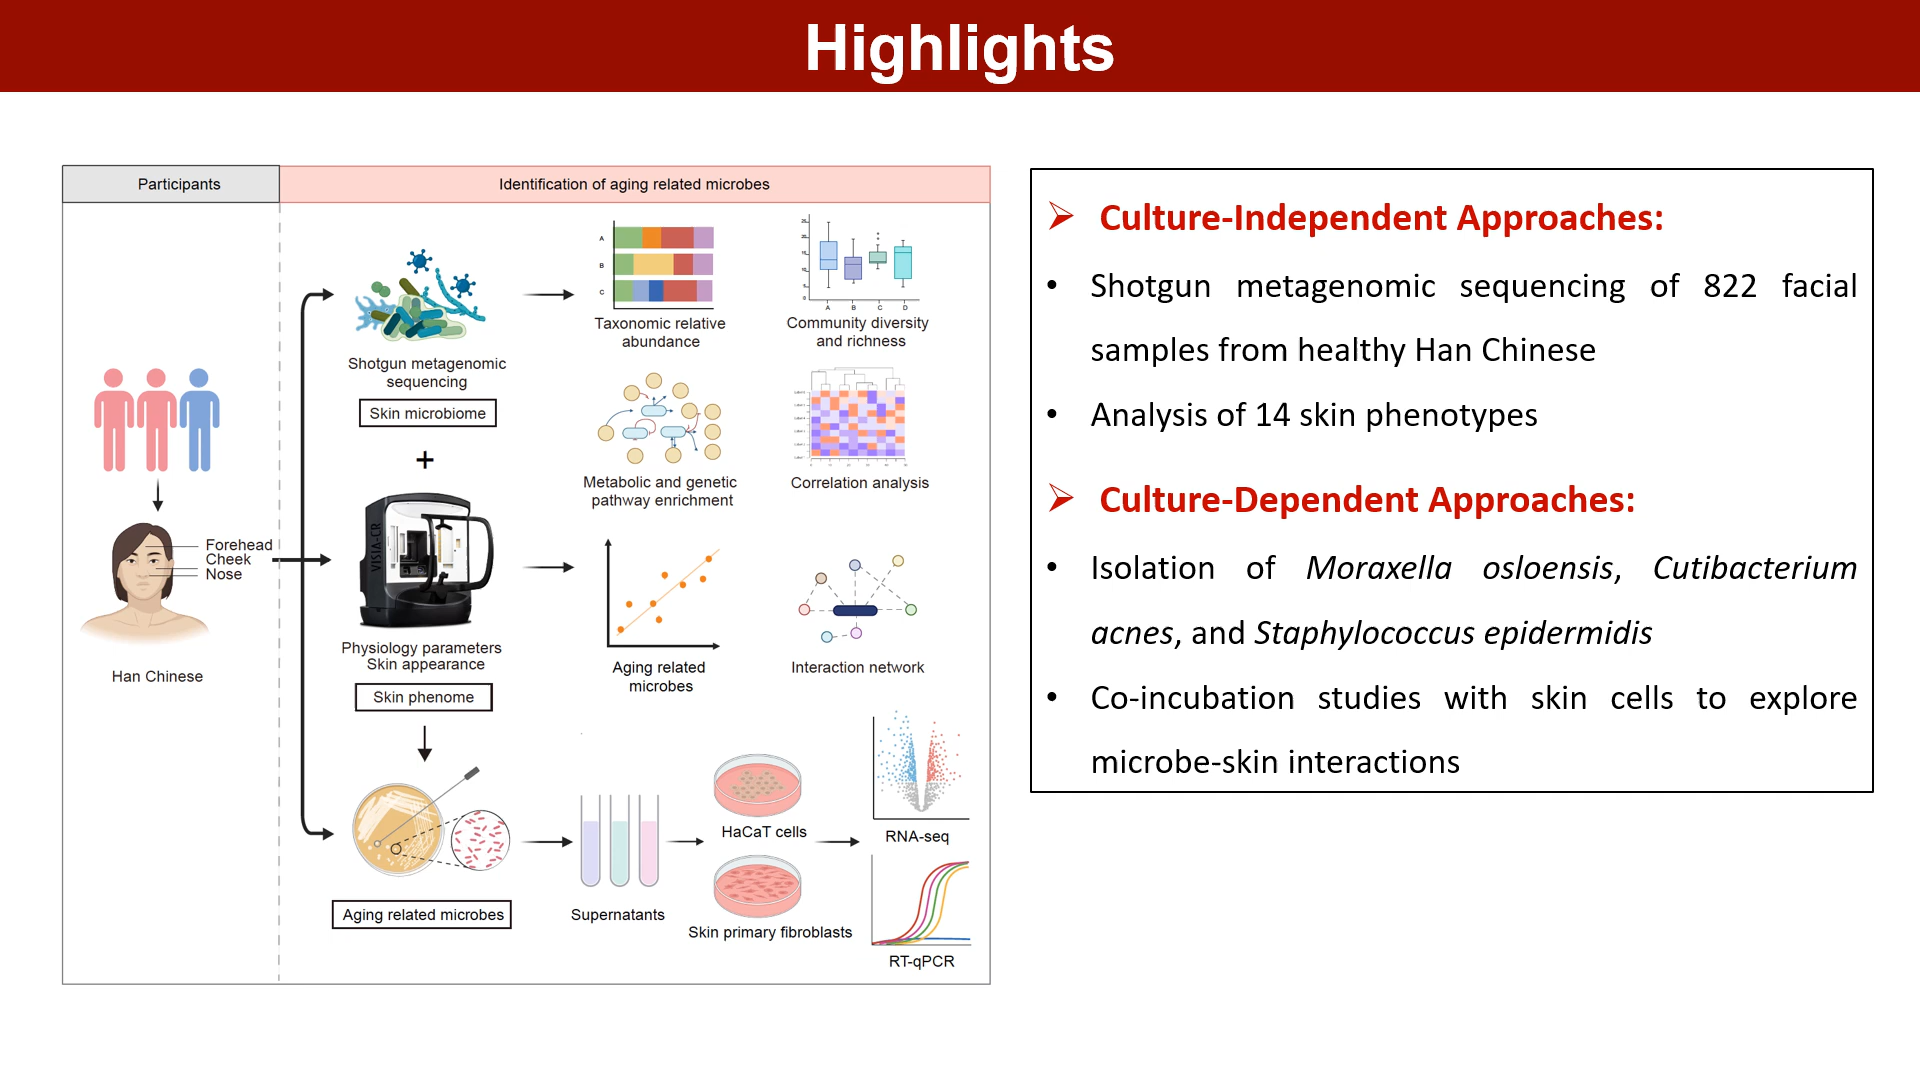 Highlights
Participants
Identification of aging related microbes
Forehead
Cheek
Nose
Han Chinese
Shotgun metagenomic
sequencing
Skin microbiome
+
VISIA-CR
Physiology parameters
Skin appearance
Skin phenome
Aging related microbes
A
B
C
Taxonomic relative
abundance
A B C D
Community diversity
and richness
Metabolic and genetic
pathway enrichment
Correlation analysis
Aging related
microbes
Interaction network
Supernatants
HaCaT cells
Skin primary fibroblasts
RNA-seq
RT-qPCR
Culture-Independent Approaches:
• Shotgun metagenomic sequencing of 822 facial
samples from healthy Han Chinese
• Analysis of 14 skin phenotypes
Culture-Dependent Approaches:
• Isolation of Moraxella osloensis, Cutibacterium
acnes, and Staphylococcus epidermidis
• Co-incubation studies with skin cells to explore
microbe-skin interactions